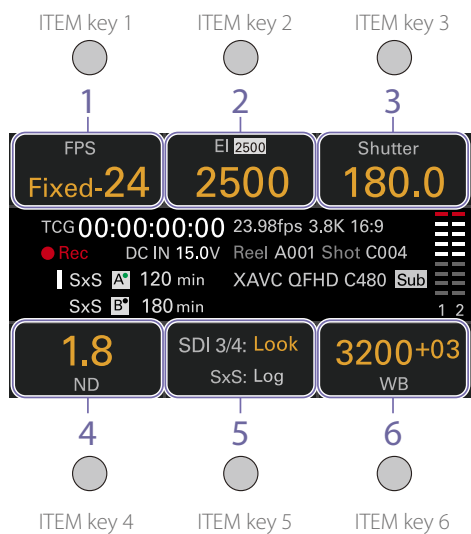 ITEM key 1 ITEM key 2 ITEM key 3
1 2 3
FPS EI 2500 Shutter
Fixed-24 2500 180.0
TCG 00:00:00:00 23.98fps 3.8K 16:9
Rec DC IN 15.0V Reel A001 Shot C004
SxS A 120 min XAVC QFHD C480 Sub
SxS B 180 min 1 2
1.8 SDI 3/4: Look 3200+03
ND SxS: Log WB
4 5 6
ITEM key 4 ITEM key 5 ITEM key 6